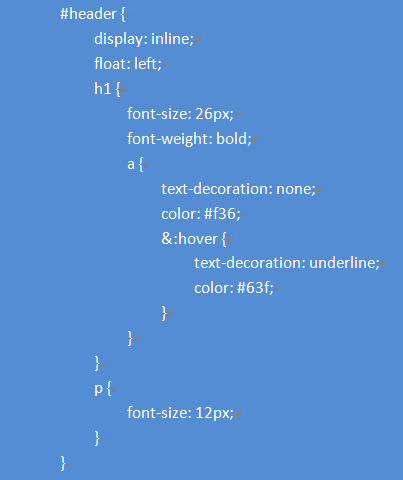 #header {
display: inline;
float: left;
h1 {
font-size: 26px;
font-weight: bold;
a {
text-decoration: none;
color: #f36;
&:hover {
text-decoration: underline;
color: #63f;
}
}
}
p {
font-size: 12px;
}
}